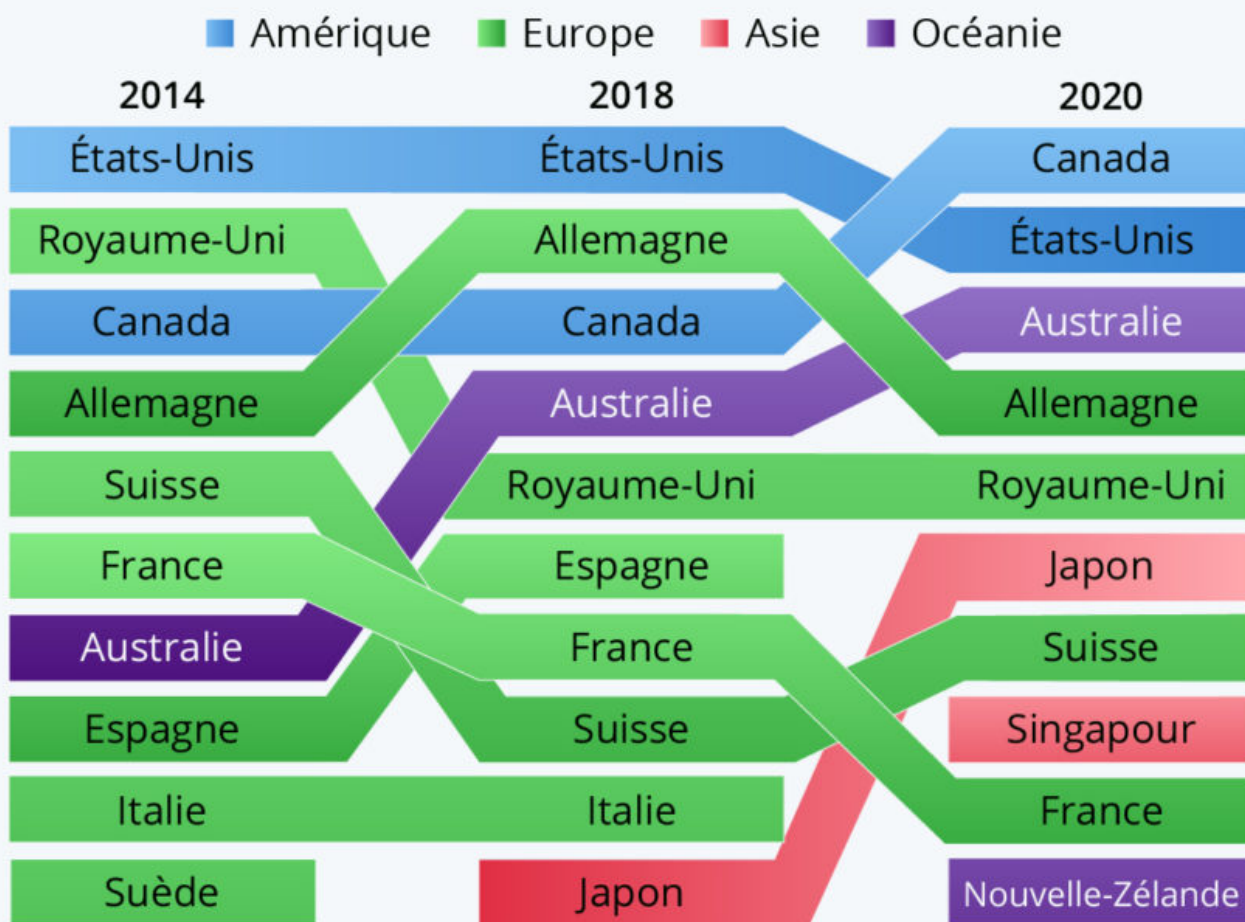 Amérique Europe Asie Océanie
2014 2018 2020
États-Unis États-Unis Canada
Royaume-Uni Allemagne États-Unis
Canada Canada Australie
Allemagne Australie Allemagne
Suisse Royaume-Uni Royaume-Uni
France Espagne Japon
Australie France Suisse
Espagne Suisse Singapour
Italie Italie France
Suède Japon Nouvelle-Zélande